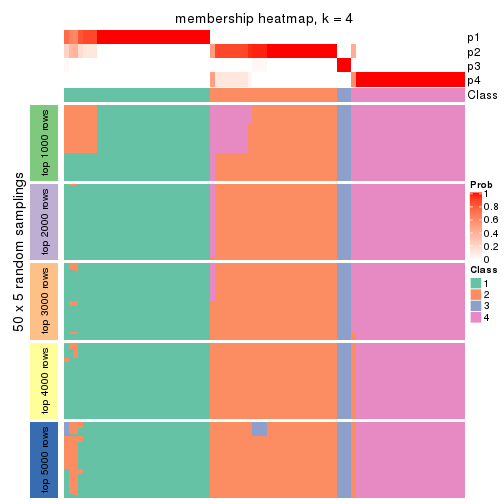 membership heatmap, k = 4
p1
p2
p3
p4
Class
50 x 5 random samplings
top 1000 rows
top 2000 rows
top 3000 rows
top 4000 rows
top 5000 rows
Prob
1
0.8
0.6
0.4
0.2
0
Class
1
2
3
4